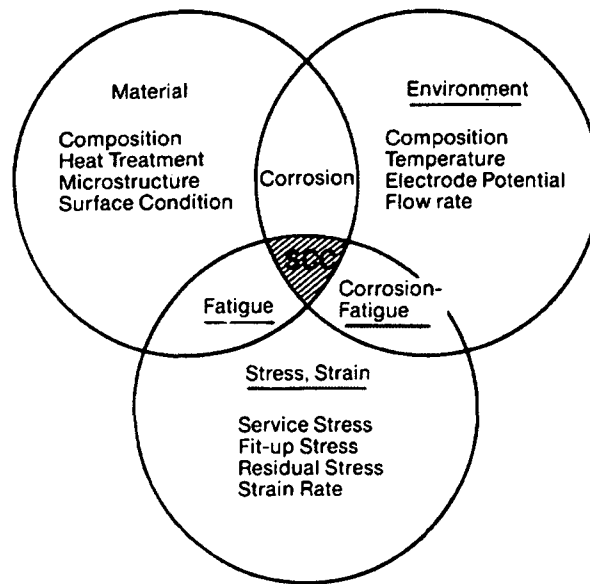 Material
Composition
Heat Treatment
Microstructure
Surface Condition
Corrosion
Environment
Composition
Temperature
Electrode Potential
Flow rate
SCC
Fatigue
Corrosion-
Fatigue
Stress, Strain
Service Stress
Fit-up Stress
Residual Stress
Strain Rate